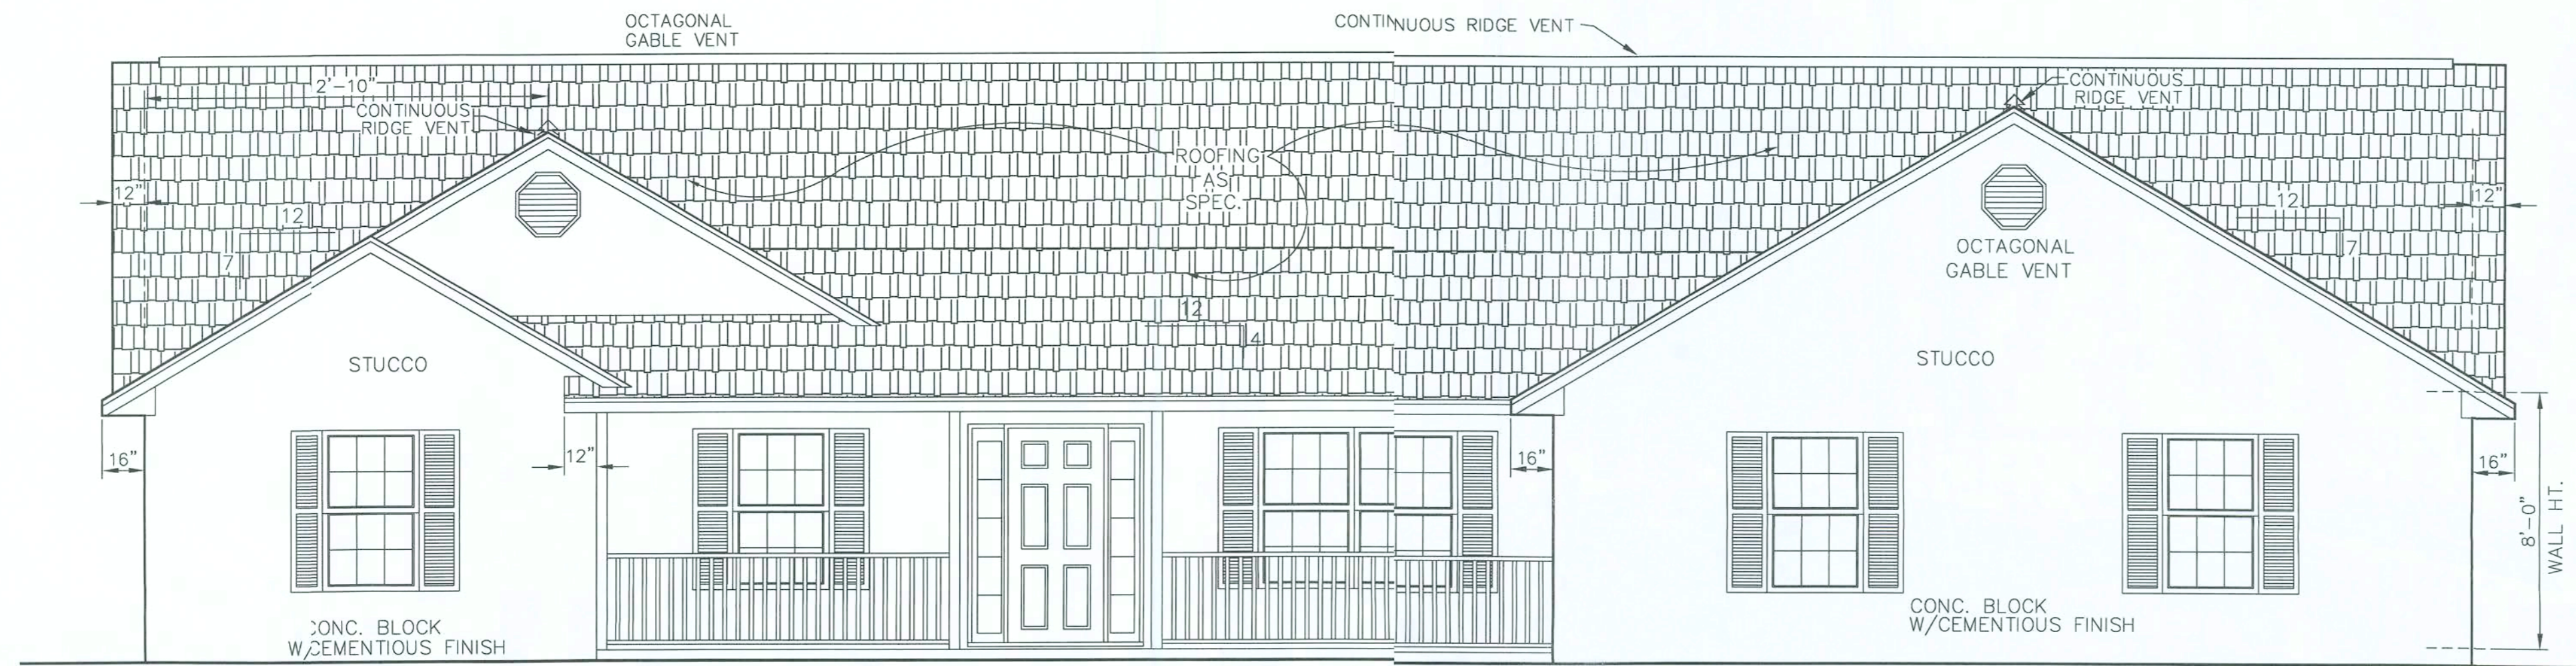 OCTAGONAL
GABLE VENT
CONTINUOUS RIDGE VENT
2'-10"
CONTINUOUS
RIDGE VENT
CONTINUOUS
RIDGE VENT
ROOFING
AS
SPEC.
12"
12
7
12
7
12"
OCTAGONAL
GABLE VENT
12
4
STUCCO
STUCCO
16"
12"
16"
16"
8'-0"
WALL HT.
CONC. BLOCK
W/CEMENTIOUS FINISH
CONC. BLOCK
W/CEMENTIOUS FINISH